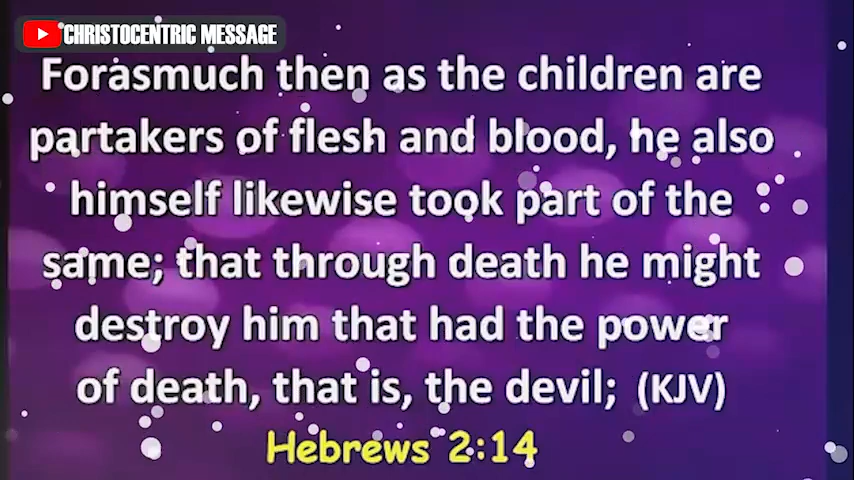 CHRISTOCENTRIC MESSAGE
Forasmuch then as the children are
partakers of flesh and blood, he also
himself likewise took part of the
same; that through death he might
destroy him that had the power
of death, that is, the devil; (KJV)
Hebrews 2:14